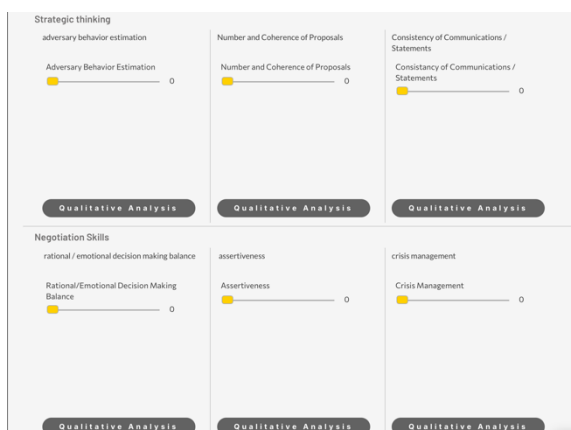 Strategic thinking
adversary behavior estimation
Adversary Behavior Estimation
0
Qualitative Analysis
Number and Coherence of Proposals
Number and Coherence of Proposals
0
Qualitative Analysis
Consistency of Communications /
Statements
Consistancy of Communications /
Statements
0
Qualitative Analysis
Negotiation Skills
rational / emotional decision making balance
Rational/Emotional Decision Making
Balance
0
Qualitative Analysis
assertiveness
Assertiveness
0
Qualitative Analysis
crisis management
Crisis Management
0
Qualitative Analysis